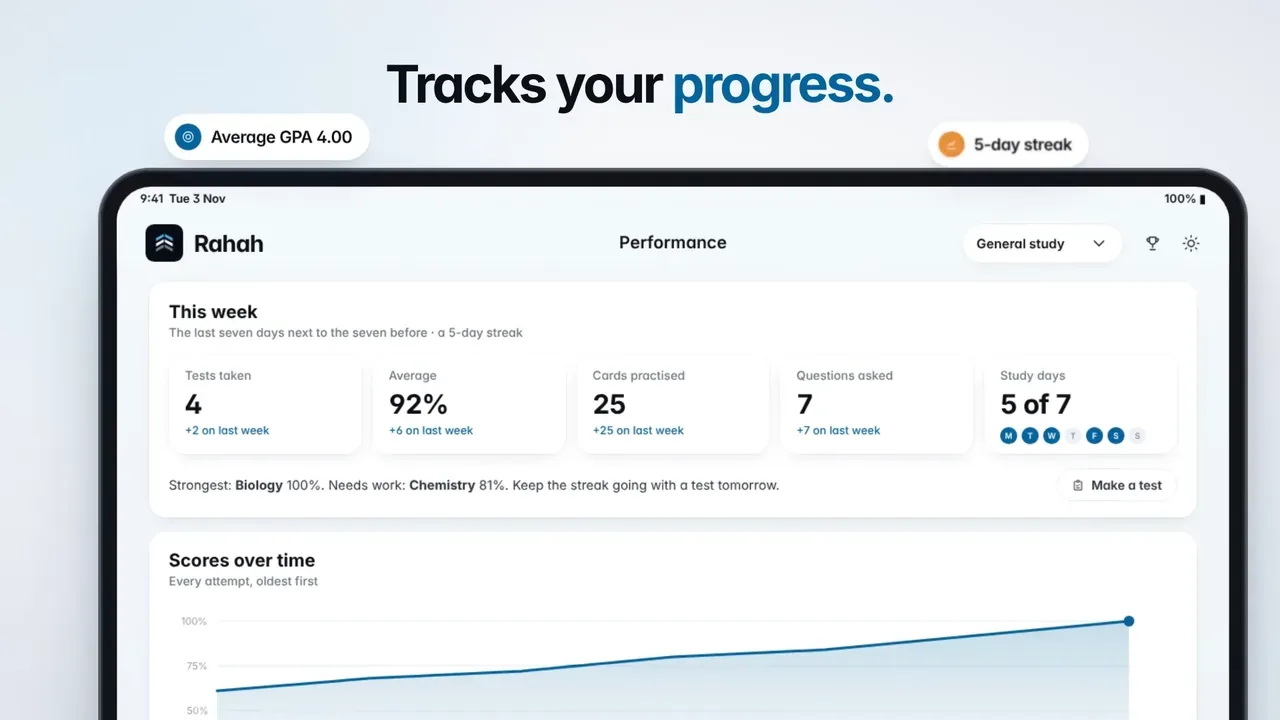 Tracks your progress.
Average GPA 4.00
5-day streak
9:41 Tue 3 Nov
100%
Rahah
Performance
General study
This week
The last seven days next to the seven before · a 5-day streak
Tests taken
4
+2 on last week
Average
92%
+6 on last week
Cards practised
25
+25 on last week
Questions asked
7
+7 on last week
Study days
5 of 7
M T W T F S S
Strongest: Biology 100%. Needs work: Chemistry 81%. Keep the streak going with a test tomorrow.
Make a test
Scores over time
Every attempt, oldest first
100%
75%
50%